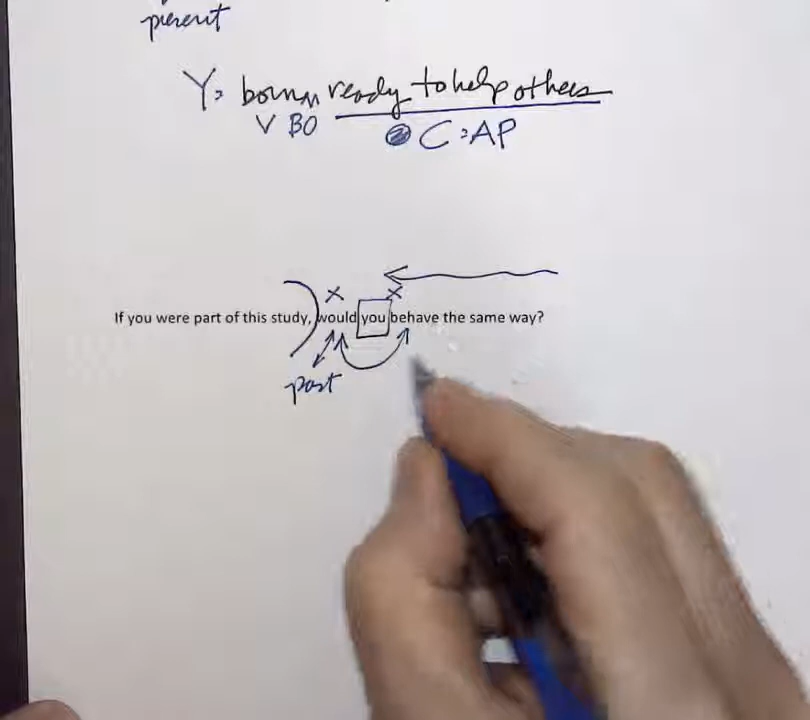 present
Y: born ready to help others
V BO C: AP
× ×
If you were part of this study, would you behave the same way?
past